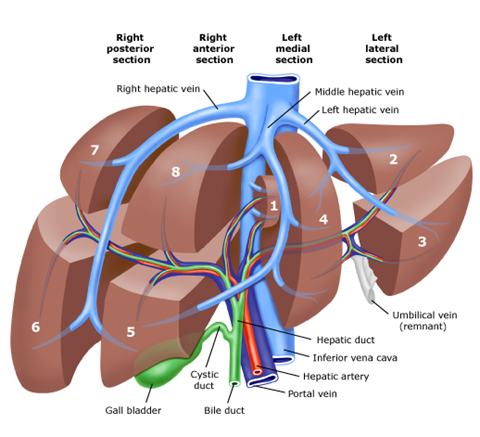 Right
posterior
section
Right
anterior
section
Left
medial
section
Left
lateral
section
Right hepatic vein
Middle hepatic vein
Left hepatic vein
7
8
2
1
4
3
6
5
Umbilical vein
(remnant)
Hepatic duct
Inferior vena cava
Cystic
duct
Hepatic artery
Portal vein
Gall bladder
Bile duct